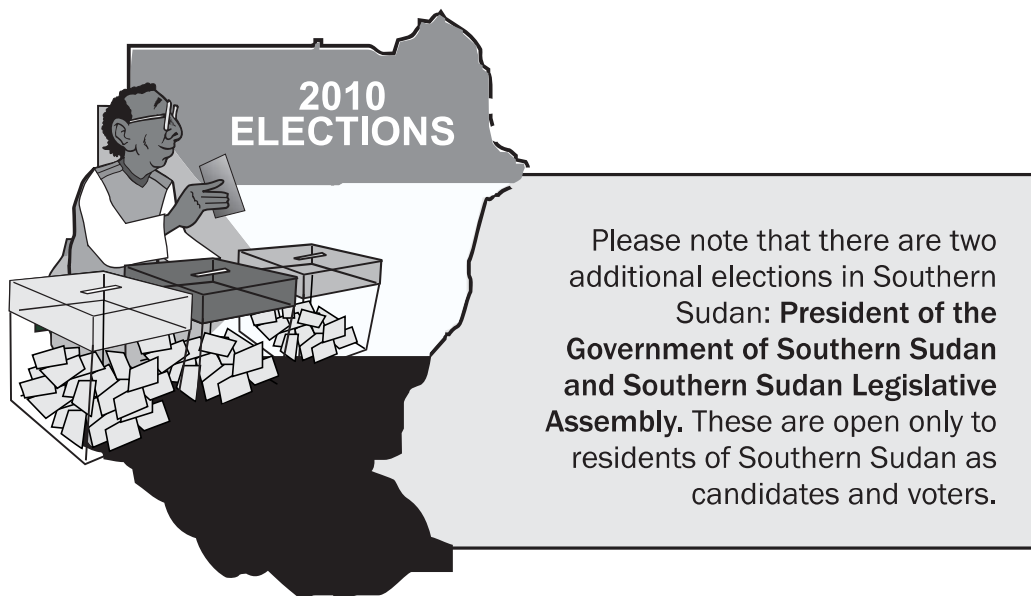 2010
ELECTIONS
Please note that there are two
additional elections in Southern
Sudan: President of the
Government of Southern Sudan
and Southern Sudan Legislative
Assembly. These are open only to
residents of Southern Sudan as
candidates and voters.